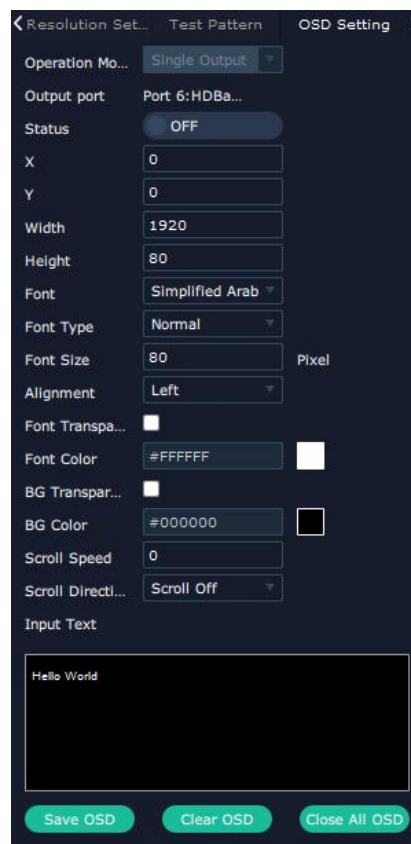 Resolution Set... Test Pattern OSD Setting
Operation Mo... Single Output
Output port Port 6:HDBa...
Status OFF
X 0
Y 0
Width 1920
Height 80
Font Simplified Arab
Font Type Normal
Font Size 80 Pixel
Alignment Left
Font Transpa...
Font Color #FFFFFF
BG Transpar...
BG Color #000000
Scroll Speed 0
Scroll Directi... Scroll Off
Input Text
Hello World
Save OSD Clear OSD Close All OSD